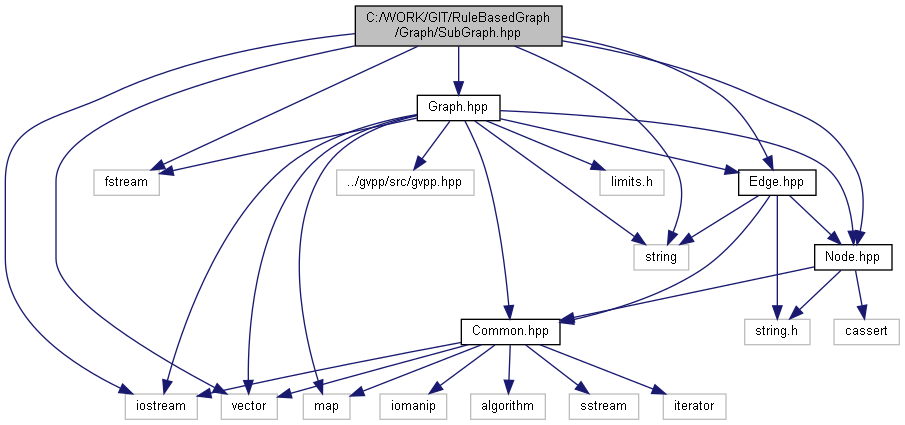 C:/WORK/GIT/RuleBasedGraph
/Graph/SubGraph.hpp
Graph.hpp
fstream
../gvpp/src/gvpp.hpp
limits.h
Edge.hpp
string
Node.hpp
Common.hpp
string.h
cassert
iostream
vector
map
iomanip
algorithm
sstream
iterator